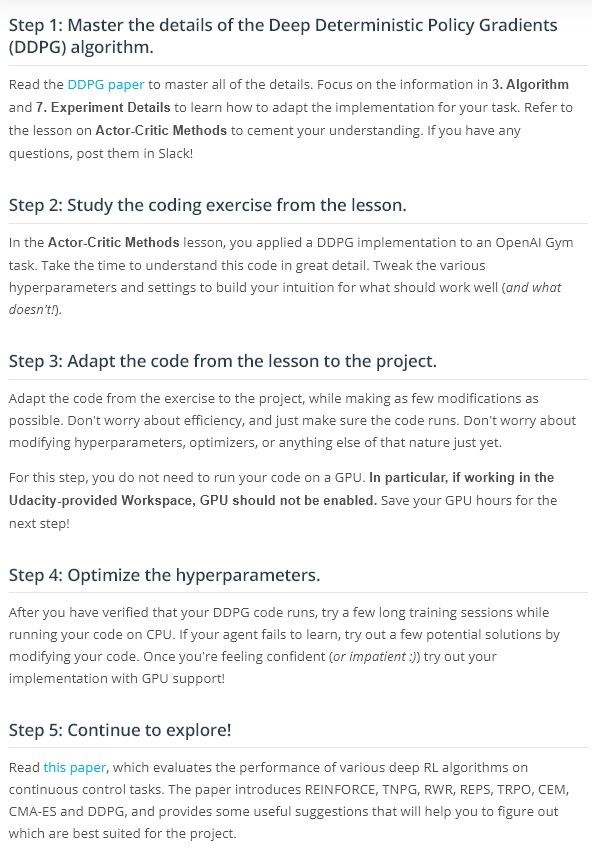 Step 1: Master the details of the Deep Deterministic Policy Gradients
(DDPG) algorithm.
Read the DDPG paper to master all of the details. Focus on the information in 3. Algorithm
and 7. Experiment Details to learn how to adapt the implementation for your task. Refer to
the lesson on Actor-Critic Methods to cement your understanding. If you have any
questions, post them in Slack!
Step 2: Study the coding exercise from the lesson.
In the Actor-Critic Methods lesson, you applied a DDPG implementation to an OpenAI Gym
task. Take the time to understand this code in great detail. Tweak the various
hyperparameters and settings to build your intuition for what should work well (and what
doesn't!).
Step 3: Adapt the code from the lesson to the project.
Adapt the code from the exercise to the project, while making as few modifications as
possible. Don't worry about efficiency, and just make sure the code runs. Don't worry about
modifying hyperparameters, optimizers, or anything else of that nature just yet.
For this step, you do not need to run your code on a GPU. In particular, if working in the
Udacity-provided Workspace, GPU should not be enabled. Save your GPU hours for the
next step!
Step 4: Optimize the hyperparameters.
After you have verified that your DDPG code runs, try a few long training sessions while
running your code on CPU. If your agent fails to learn, try out a few potential solutions by
modifying your code. Once you're feeling confident (or impatient :)) try out your
implementation with GPU support!
Step 5: Continue to explore!
Read this paper, which evaluates the performance of various deep RL algorithms on
continuous control tasks. The paper introduces REINFORCE, TNPG, RWR, REPS, TRPO, CEM,
CMA-ES and DDPG, and provides some useful suggestions that will help you to figure out
which are best suited for the project.